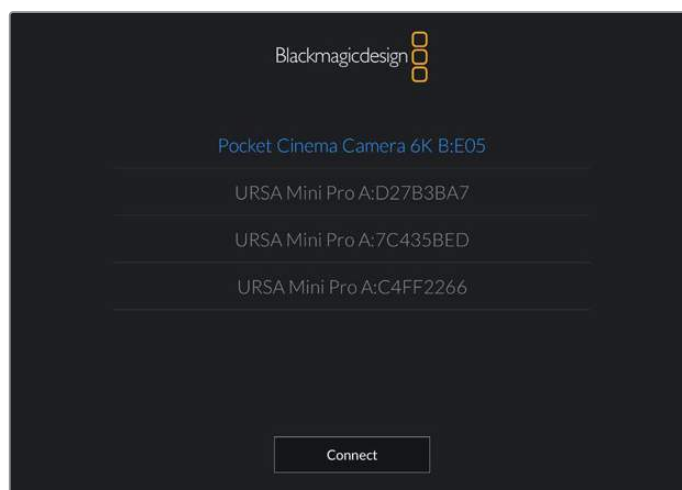 Blackmagicdesign
Pocket Cinema Camera 6K B:E05
URSA Mini Pro A:D27B3BA7
URSA Mini Pro A:7C435BED
URSA Mini Pro A:C4FF2266
Connect